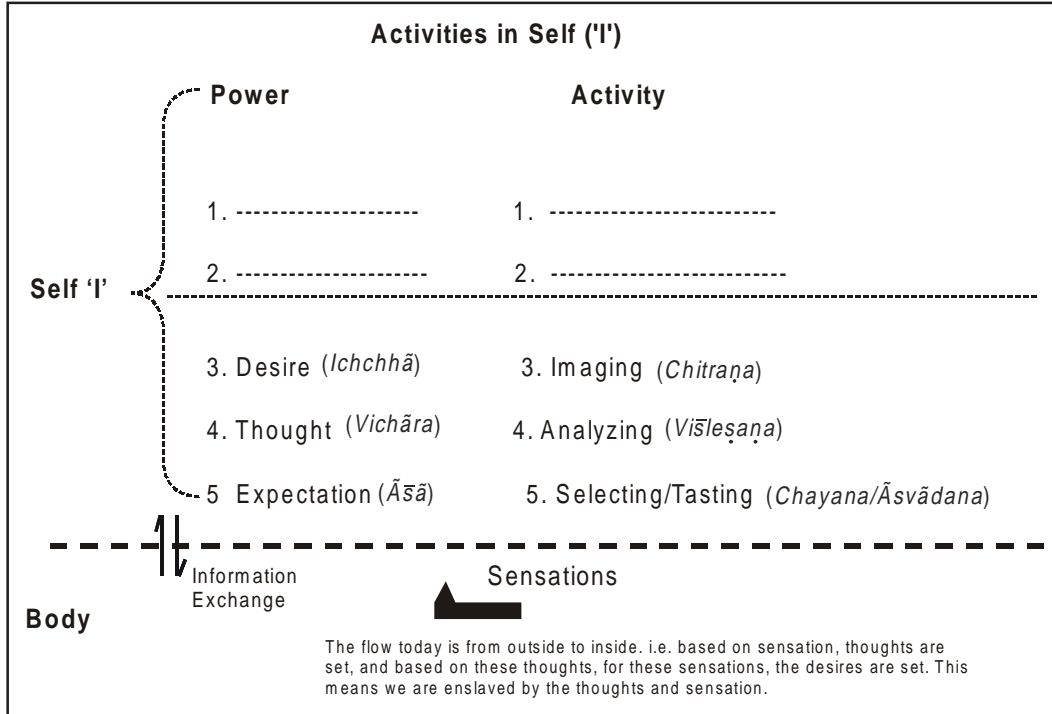 Activities in Self ('I')
Power Activity
1. --------------------- 1. --------------------------
2. ---------------------- 2. ---------------------------
Self ‘I’
3. Desire (Ichchhã) 3. Imaging (Chitraṇa)
4. Thought (Vichãra) 4. Analyzing (Vis̄leṣaṇa)
5 Expectation (Ãs̄ã) 5. Selecting/Tasting (Chayana/Ãsvãdana)
Information
Exchange
Sensations
Body
The flow today is from outside to inside. i.e. based on sensation, thoughts are
set, and based on these thoughts, for these sensations, the desires are set. This
means we are enslaved by the thoughts and sensation.